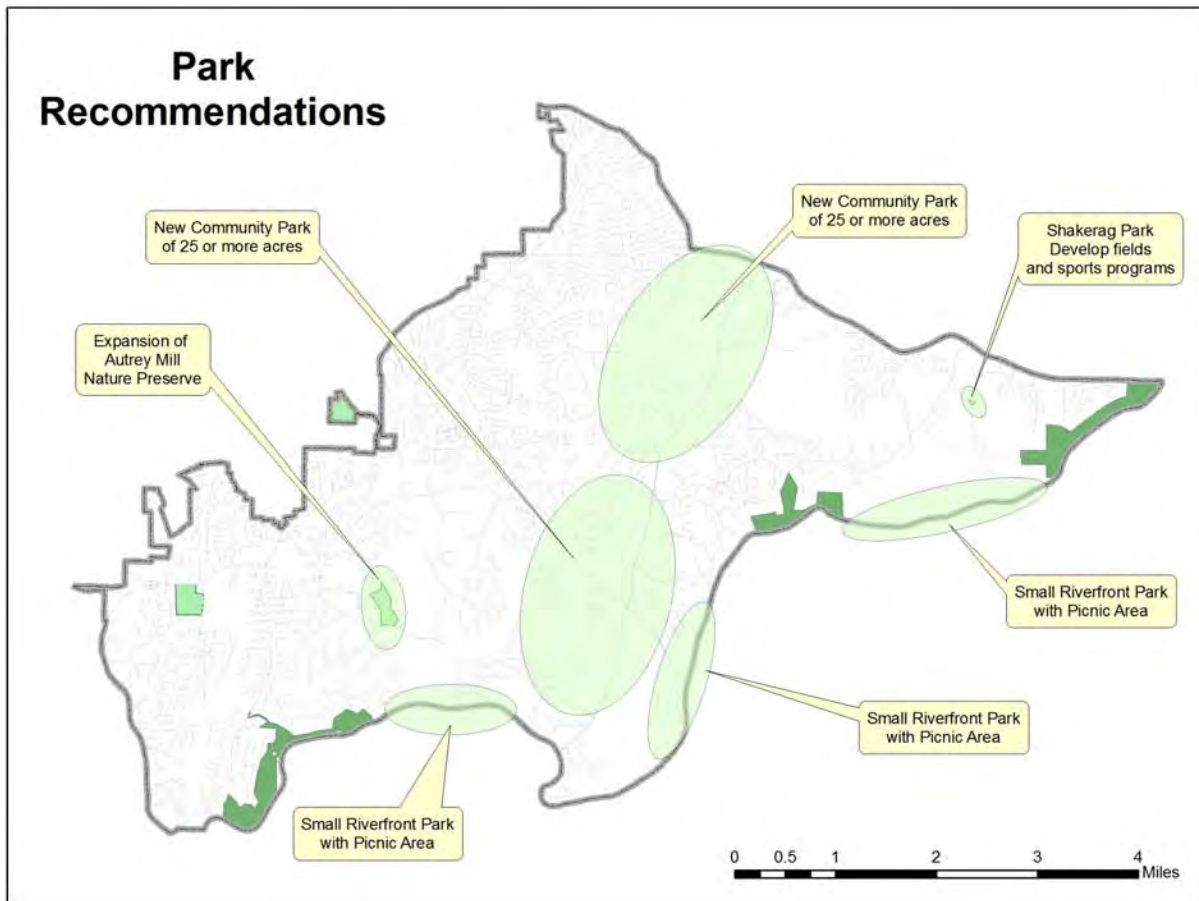 Park
Recommendations
New Community Park
of 25 or more acres
New Community Park
of 25 or more acres
Shakerag Park
Develop fields
and sports programs
Expansion of
Autrey Mill
Nature Preserve
Small Riverfront Park
with Picnic Area
Small Riverfront Park
with Picnic Area
Small Riverfront Park
with Picnic Area
0 0.5 1 2 3 4
Miles